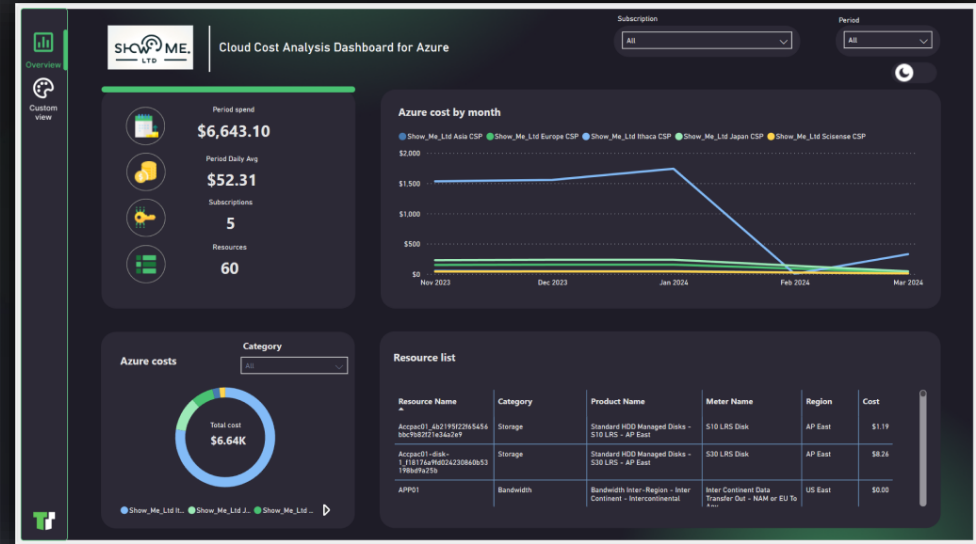 Overview
Custom
view
SHOW ME.
LTD
Cloud Cost Analysis Dashboard for Azure
Subscription
All
Period
All
Period spend
$6,643.10
Period Daily Avg
$52.31
Subscriptions
5
Resources
60
Azure cost by month
Show_Me_Ltd Asia CSP Show_Me_Ltd Europe CSP Show_Me_Ltd Ithaca CSP Show_Me_Ltd Japan CSP Show_Me_Ltd Scisense CSP
$2,000
$1,500
$1,000
$500
$0
Nov 2023 Dec 2023 Jan 2024 Feb 2024 Mar 2024
Azure costs
Category
All
Total cost
$6.64K
Show_Me_Ltd It... Show_Me_Ltd J... Show_Me_Ltd ...
Resource list
Resource Name Category Product Name Meter Name Region Cost
Accpac01_4b2195f22f65456 Storage Standard HDD Managed Disks - S10 LRS Disk AP East $1.19
bbc9b82f21e34a2e9 S10 LRS - AP East
Accpac01-disk- Storage Standard HDD Managed Disks - S30 LRS Disk AP East $8.26
1_f18176a9fd024230860b53 S30 LRS - AP East
198bd9a25b
APP01 Bandwidth Bandwidth Inter-Region - Inter Inter Continent Data US East $0.00
Continent - Intercontinental Transfer Out - NAM or EU To